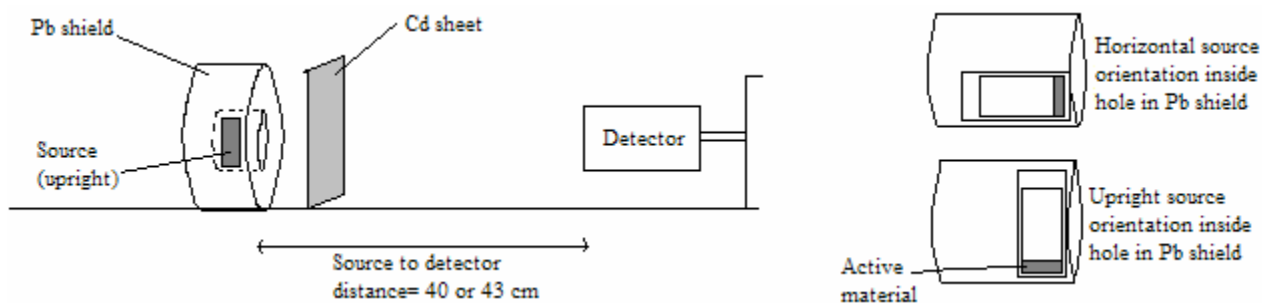 Pb shield
Cd sheet
Source
(upright)
Detector
Source to detector
distance= 40 or 43 cm
Horizontal source
orientation inside
hole in Pb shield
Upright source
orientation inside
hole in Pb shield
Active
material